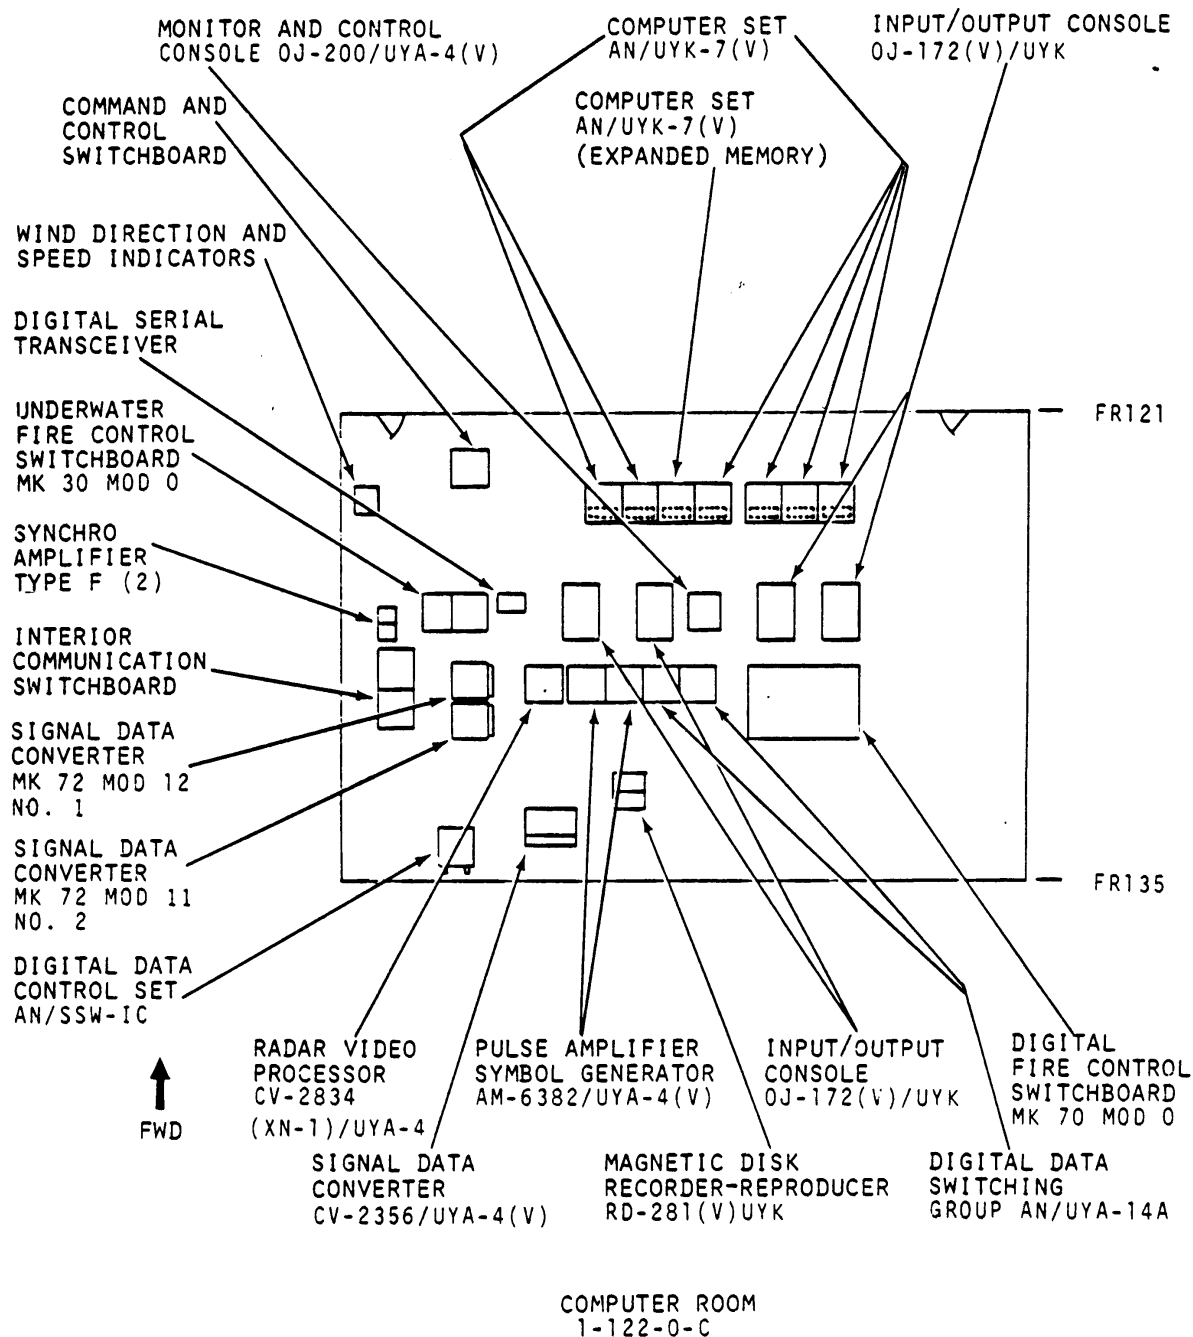 MONITOR AND CONTROL
CONSOLE OJ-200/UYA-4(V)
COMPUTER SET
AN/UYK-7(V)
INPUT/OUTPUT CONSOLE
OJ-172(V)/UYK
COMMAND AND
CONTROL
SWITCHBOARD
COMPUTER SET
AN/UYK-7(V)
(EXPANDED MEMORY)
WIND DIRECTION AND
SPEED INDICATORS
DIGITAL SERIAL
TRANSCEIVER
UNDERWATER
FIRE CONTROL
SWITCHBOARD
MK 30 MOD 0
FR121
SYNCHRO
AMPLIFIER
TYPE F (2)
INTERIOR
COMMUNICATION
SWITCHBOARD
SIGNAL DATA
CONVERTER
MK 72 MOD 12
NO. 1
SIGNAL DATA
CONVERTER
MK 72 MOD 11
NO. 2
FR135
DIGITAL DATA
CONTROL SET
AN/SSW-IC
FWD
RADAR VIDEO
PROCESSOR
CV-2834
(XN-1)/UYA-4
PULSE AMPLIFIER
SYMBOL GENERATOR
AM-6382/UYA-4(V)
INPUT/OUTPUT
CONSOLE
OJ-172(V)/UYK
DIGITAL
FIRE CONTROL
SWITCHBOARD
MK 70 MOD 0
SIGNAL DATA
CONVERTER
CV-2356/UYA-4(V)
MAGNETIC DISK
RECORDER-REPRODUCER
RD-281(V)UYK
DIGITAL DATA
SWITCHING
GROUP AN/UYA-14A
COMPUTER ROOM
1-122-0-C